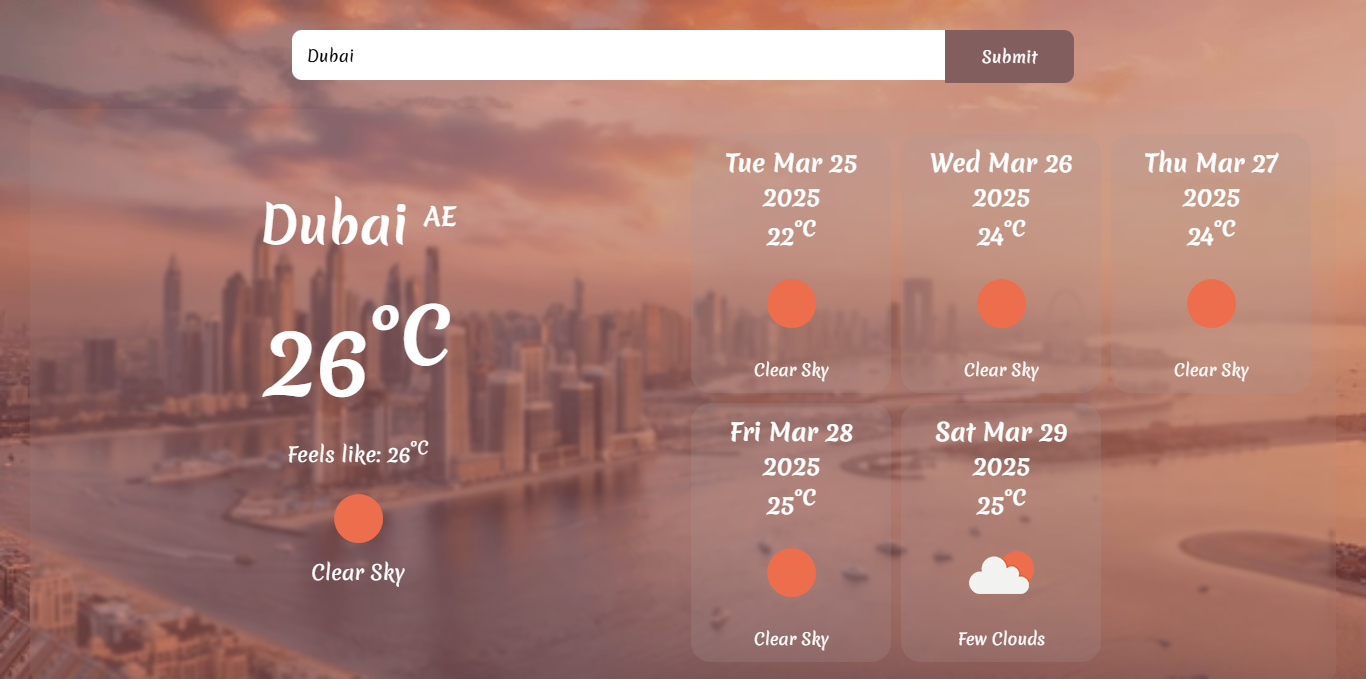 Dubai
Submit
Dubai AE
26°C
Feels like: 26°C
Clear Sky
Tue Mar 25
2025
22°C
Clear Sky
Wed Mar 26
2025
24°C
Clear Sky
Thu Mar 27
2025
24°C
Clear Sky
Fri Mar 28
2025
25°C
Clear Sky
Sat Mar 29
2025
25°C
Few Clouds